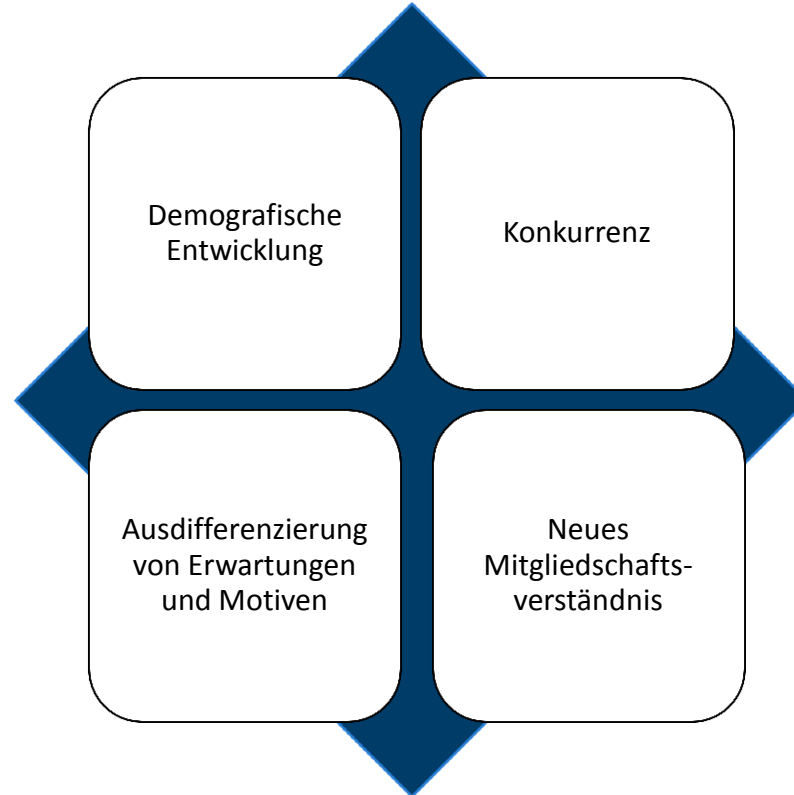 Demografische
Entwicklung
Konkurrenz
Ausdifferenzierung
von Erwartungen
und Motiven
Neues
Mitgliedschafts-
verständnis